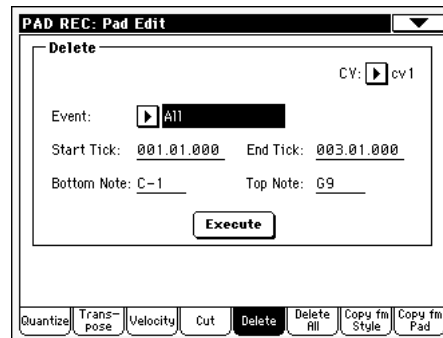 PAD REC: Pad Edit
Delete
CV: cv1
Event: All
Start Tick: 001.01.000 End Tick: 003.01.000
Bottom Note: C-1 Top Note: G9
Execute
Quantize Trans-pose Velocity Cut Delete Delete All Copy fm Style Copy fm Pad